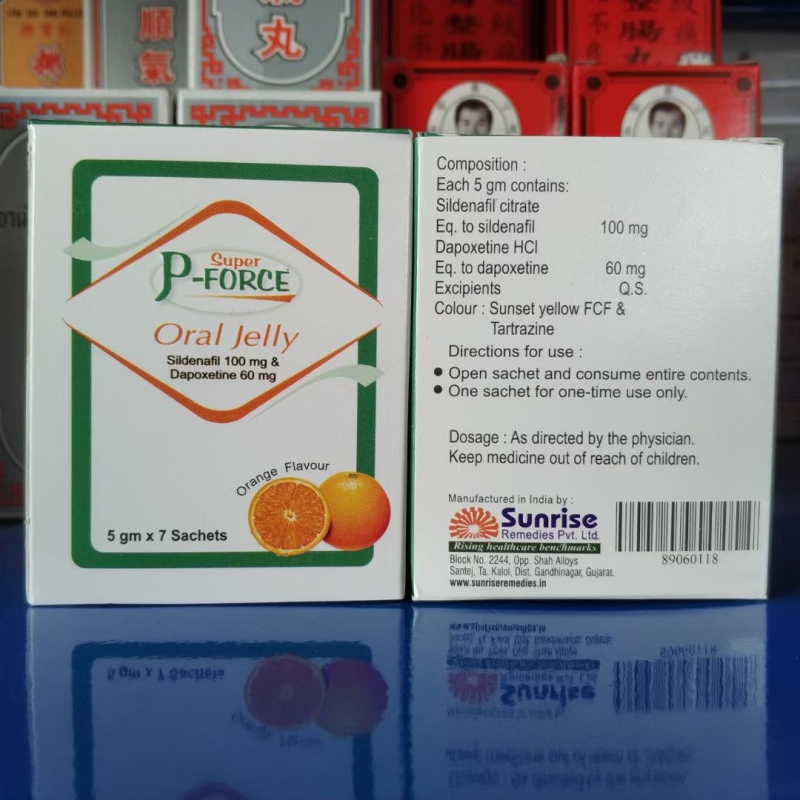 順氣
丸
整腸丸
Super
P-FORCE
Oral Jelly
Sildenafil 100 mg &
Dapoxetine 60 mg
Orange Flavour
5 gm x 7 Sachets
Composition :
Each 5 gm contains:
Sildenafil citrate
Eq. to sildenafil 100 mg
Dapoxetine HCl
Eq. to dapoxetine 60 mg
Excipients Q.S.
Colour : Sunset yellow FCF &
Tartrazine
Directions for use :
• Open sachet and consume entire contents.
• One sachet for one-time use only.
Dosage : As directed by the physician.
Keep medicine out of reach of children.
Manufactured in India by :
Sunrise
Remedies Pvt. Ltd.
Rising healthcare benchmarks
Block No. 2244, Opp. Shah Alloys
Santej, Ta. Kalol, Dist. Gandhinagar, Gujarat.
www.sunriseremedies.in
89060118